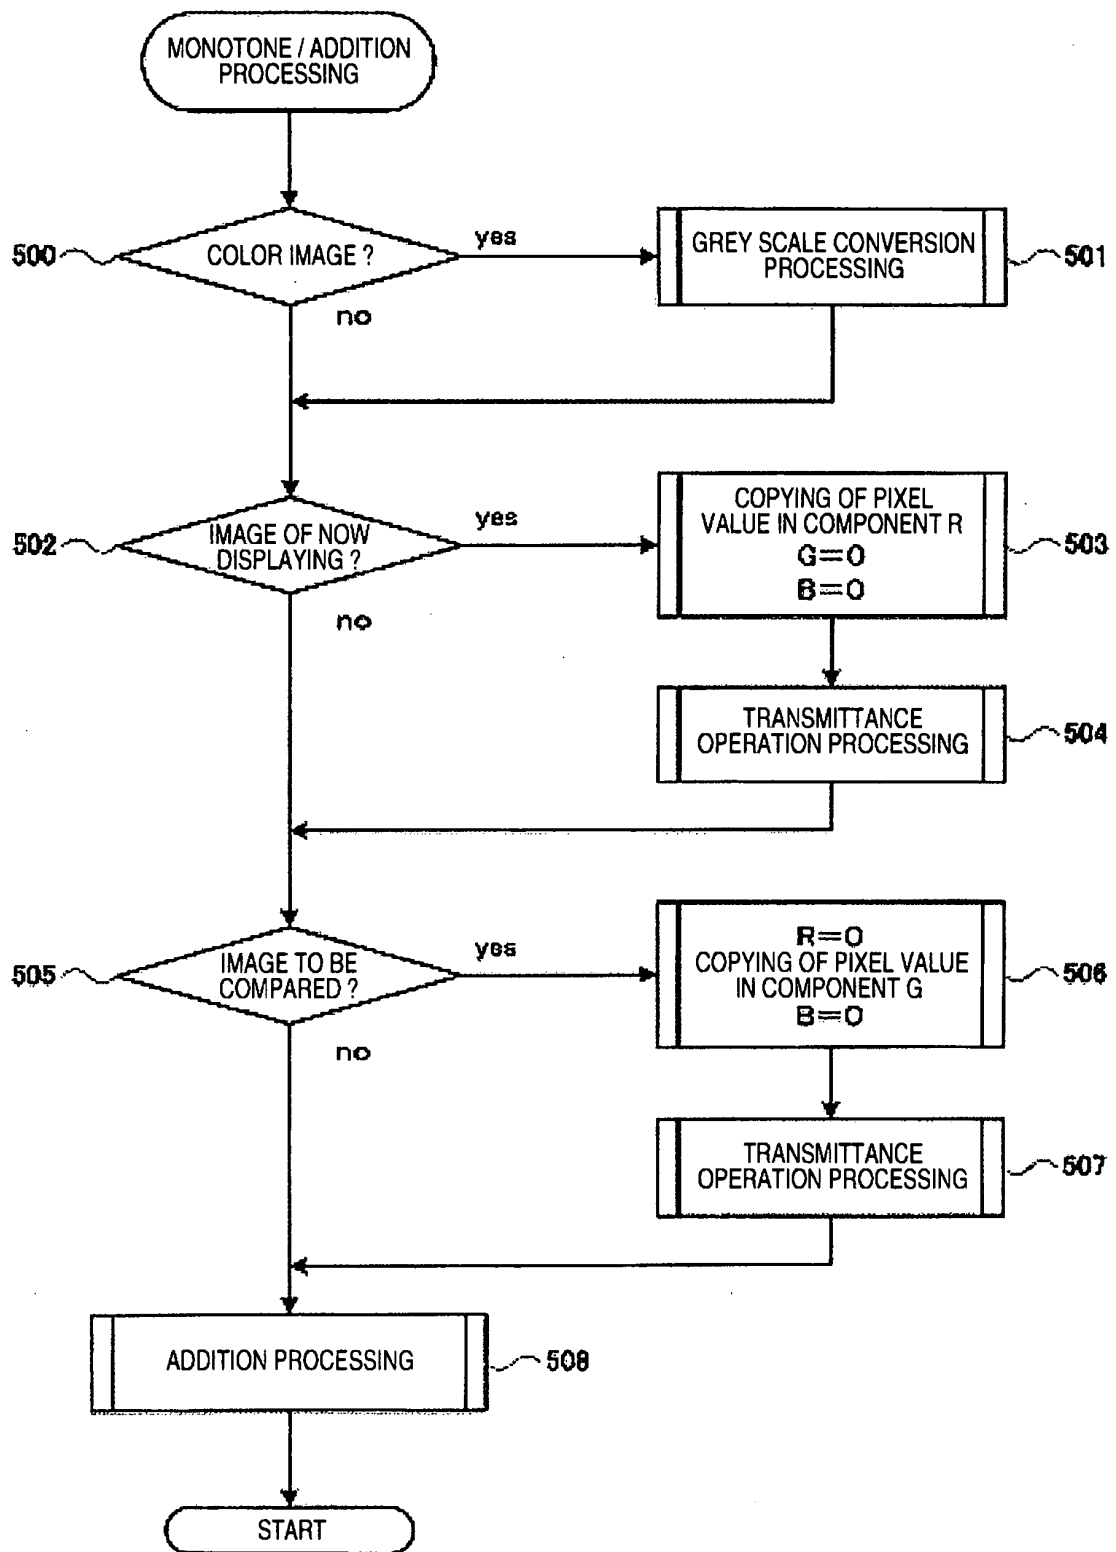 MONOTONE / ADDITION
PROCESSING
500
COLOR IMAGE ?
yes
no
GREY SCALE CONVERSION
PROCESSING
501
502
IMAGE OF NOW
DISPLAYING ?
yes
no
COPYING OF PIXEL
VALUE IN COMPONENT R
G=0
B=0
503
TRANSMITTANCE
OPERATION PROCESSING
504
505
IMAGE TO BE
COMPARED ?
yes
no
R=0
COPYING OF PIXEL VALUE
IN COMPONENT G
B=0
506
TRANSMITTANCE
OPERATION PROCESSING
507
ADDITION PROCESSING
508
START